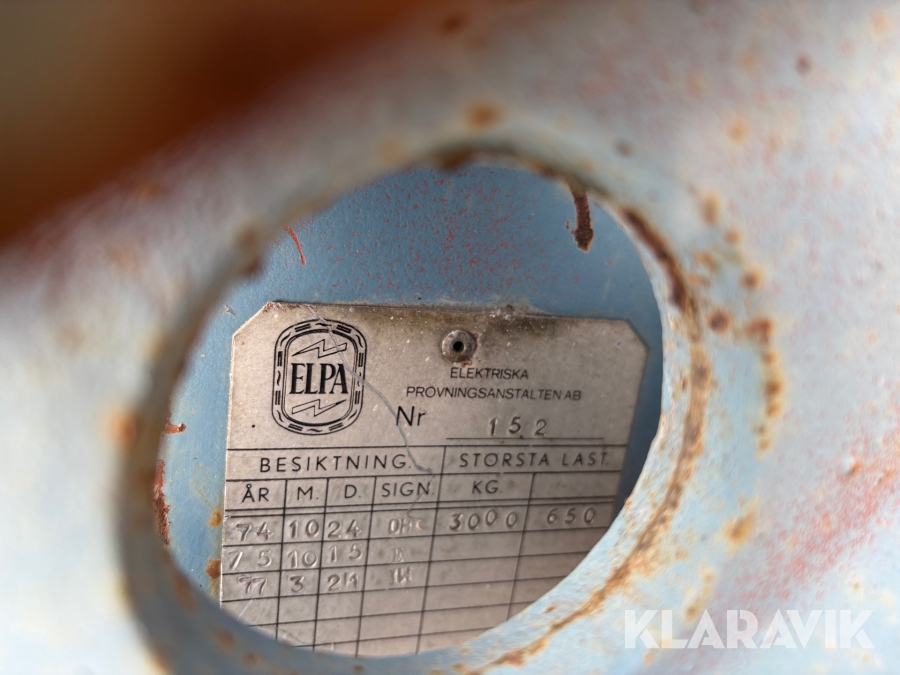 ELPA
ELEKTRISKA
PROVNINGSANSTALTEN AB
Nr 152
BESIKTNING. STÖRSTA LAST.
ÅR M. D. SIGN. KG.
74 10 24 3000 650
75 10 15
77 3
KLARAVIK